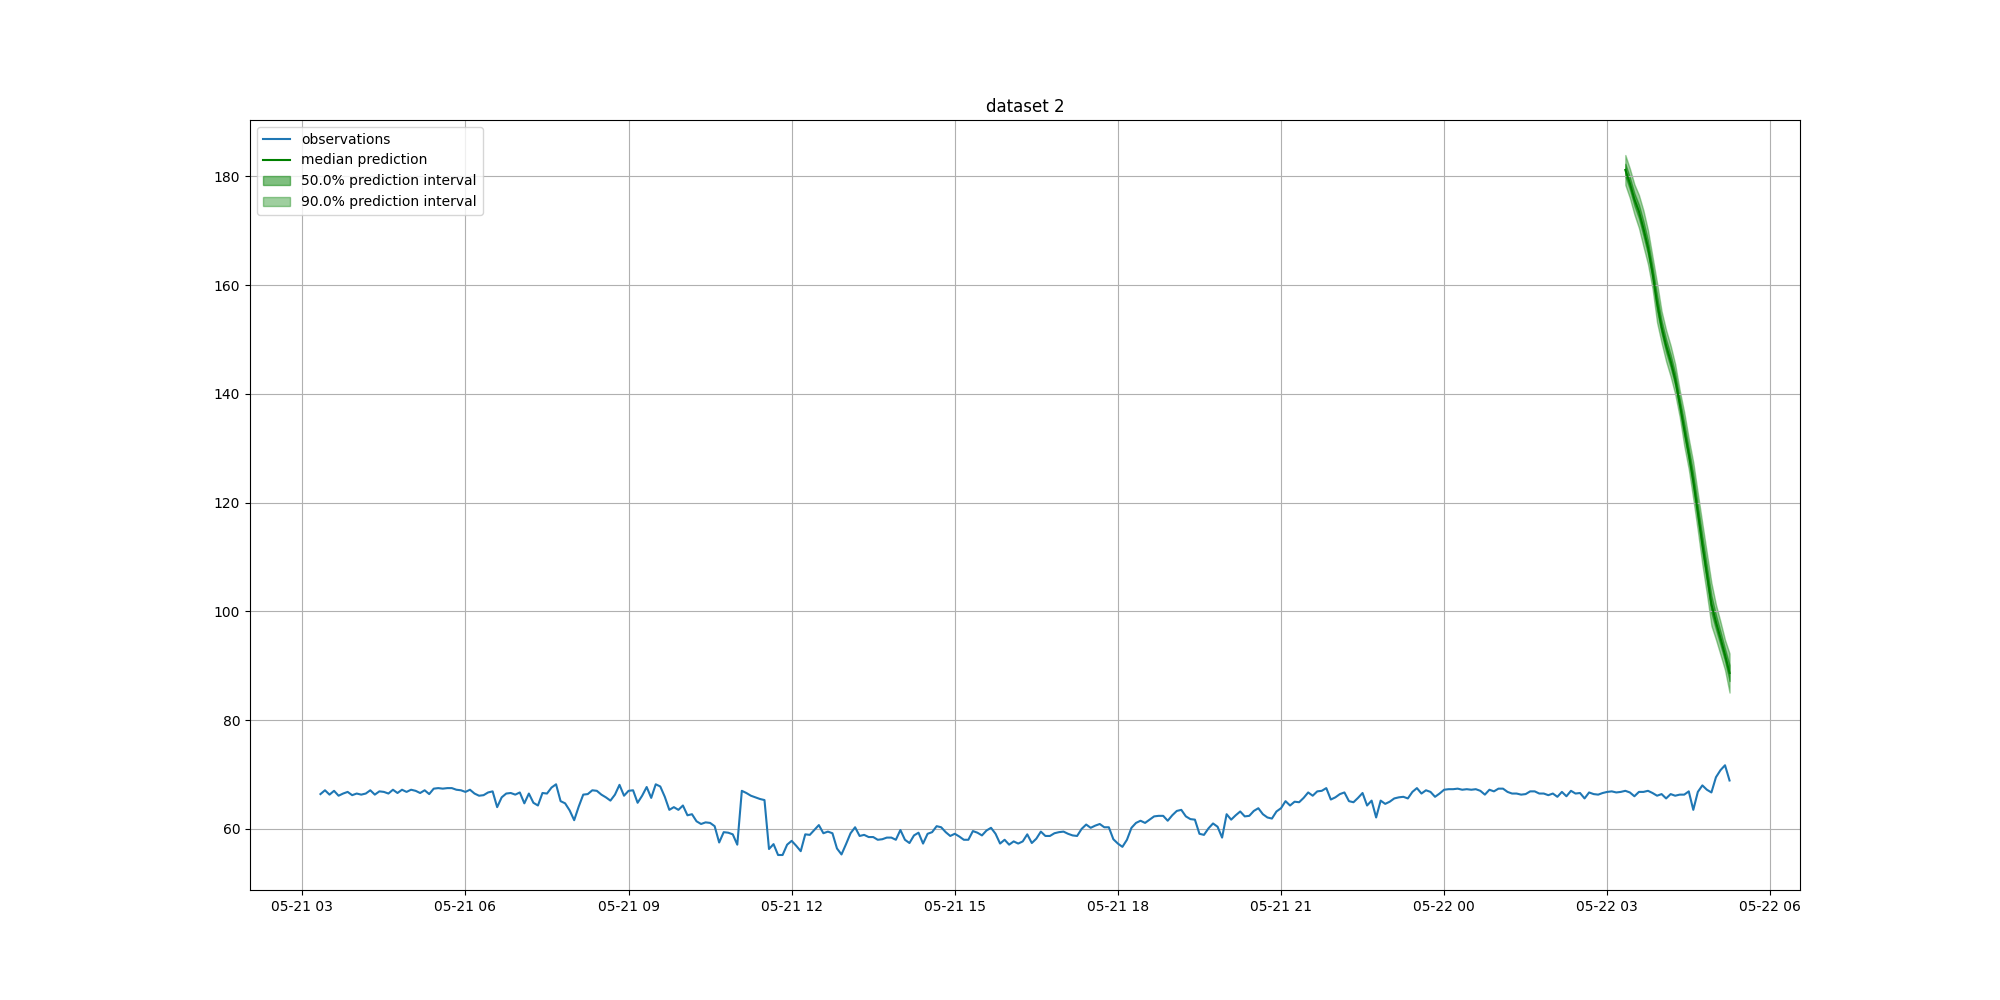 dataset 2
observations
median prediction
50.0% prediction interval
90.0% prediction interval
180
160
140
120
100
80
60
05-21 03 05-21 06 05-21 09 05-21 12 05-21 15 05-21 18 05-21 21 05-22 00 05-22 03 05-22 06